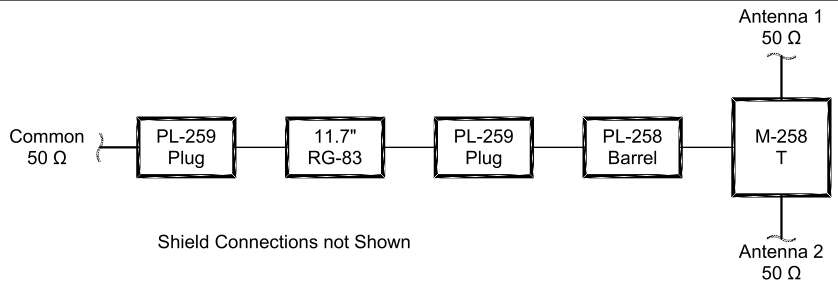 Antenna 1
50 Ω
Common
50 Ω
PL-259
Plug
11.7"
RG-83
PL-259
Plug
PL-258
Barrel
M-258
T
Shield Connections not Shown
Antenna 2
50 Ω